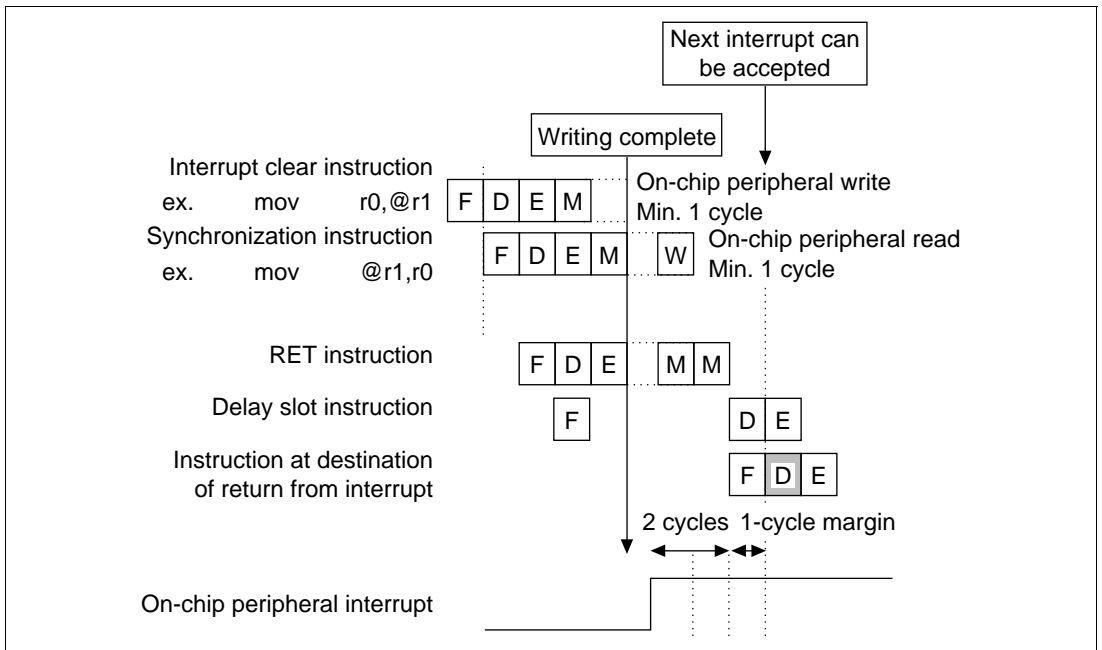 Next interrupt can
be accepted
Writing complete
Interrupt clear instruction
ex. mov r0,@r1
F D E M
On-chip peripheral write
Min. 1 cycle
Synchronization instruction
ex. mov @r1,r0
F D E M W
On-chip peripheral read
Min. 1 cycle
RET instruction
F D E M M
Delay slot instruction
F D E
Instruction at destination
of return from interrupt
F D E
2 cycles 1-cycle margin
On-chip peripheral interrupt